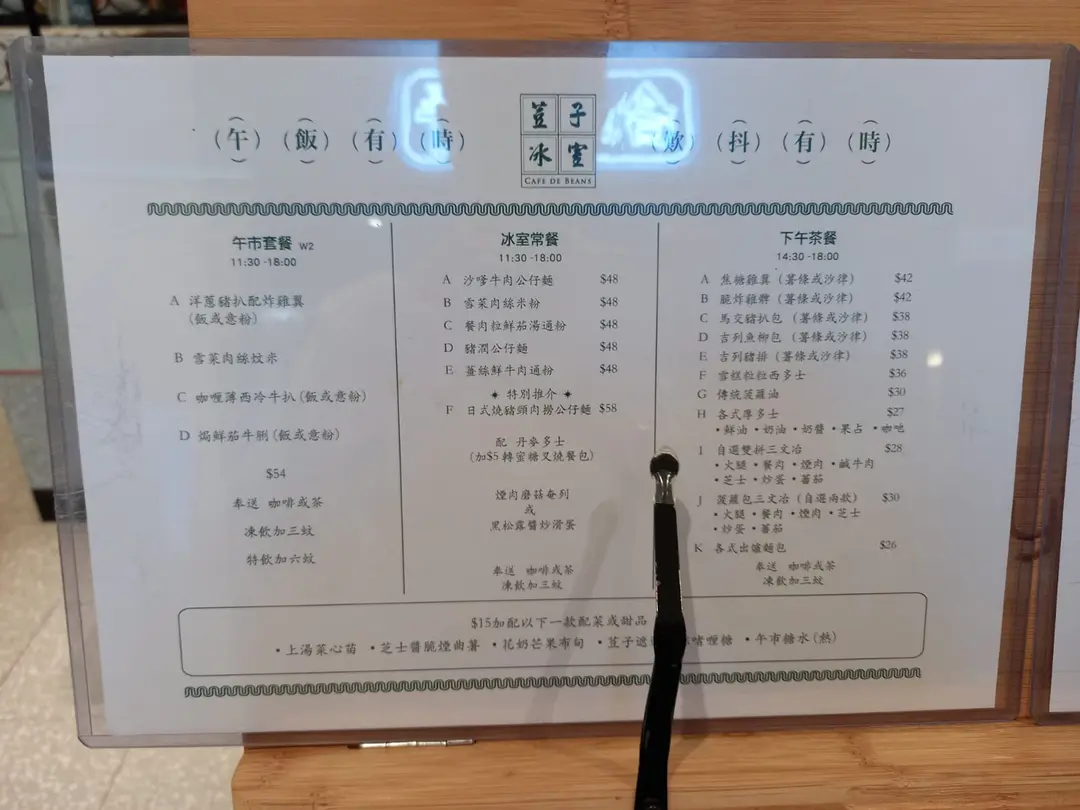 (午) (飯) (有) (時)
荳子
冰室
CAFE DE BEANS
(歎) (抖) (有) (時)
午市套餐 W2
11:30 -18:00
A 洋蔥豬扒配炸雞翼
(飯或意粉)
B 雪菜肉絲炆米
C 咖喱薄西冷牛扒(飯或意粉)
D 焗鮮茄牛脷(飯或意粉)
$54
奉送 咖啡或茶
凍飲加三蚊
特飲加六蚊
冰室常餐
11:30 -18:00
A 沙嗲牛肉公仔麵 $48
B 雪菜肉絲米粉 $48
C 餐肉粒鮮茄湯通粉 $48
D 豬潤公仔麵 $48
E 薑絲鮮牛肉通粉 $48
特別推介
F 日式燒豬頭肉撈公仔麵 $58
配 丹麥多士
(加$5 轉蜜糖叉燒餐包)
煙肉磨菇奄列
或
黑松露醬炒滑蛋
奉送 咖啡或茶
凍飲加三蚊
下午茶餐
14:30-18:00
A 焦糖雞翼 (薯條或沙律) $42
B 脆炸雞髀 (薯條或沙律) $42
C 馬交豬扒包 (薯條或沙律) $38
D 吉列魚柳包 (薯條或沙律) $38
E 吉列豬排 (薯條或沙律) $38
F 雪糕粒粒西多士 $36
G 傳統菠蘿油 $30
H 各式厚多士 $27
•鮮油 •奶油 •奶醬 •果占 •咖吔
I 自選雙拼三文冶 $28
•火腿 •餐肉 •煙肉 •鹹牛肉
•芝士 •炒蛋 •蕃茄
J 菠蘿包三文冶 (自選兩款) $30
•火腿 •餐肉 •煙肉 •芝士
•炒蛋 •蕃茄
K 各式出爐麵包 $26
奉送 咖啡或茶
凍飲加三蚊
$15加配以下一款配菜或甜品
•上湯菜心苗 •芝士醬脆煙曲薯 •花奶芒果布甸 •荳子遮 啫喱糖 •午市糖水(熱)